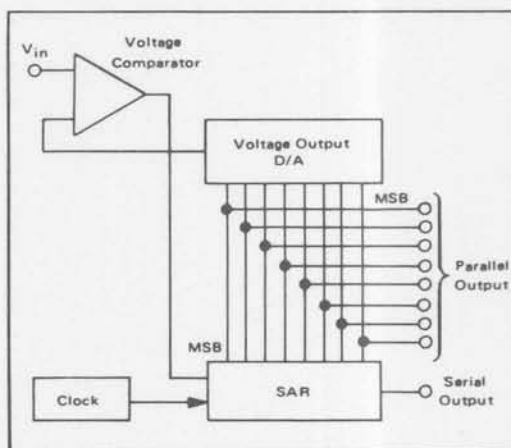 Voltage
Comparator
Vin
Voltage Output
D/A
MSB
Parallel
Output
MSB
SAR
Clock
Serial
Output